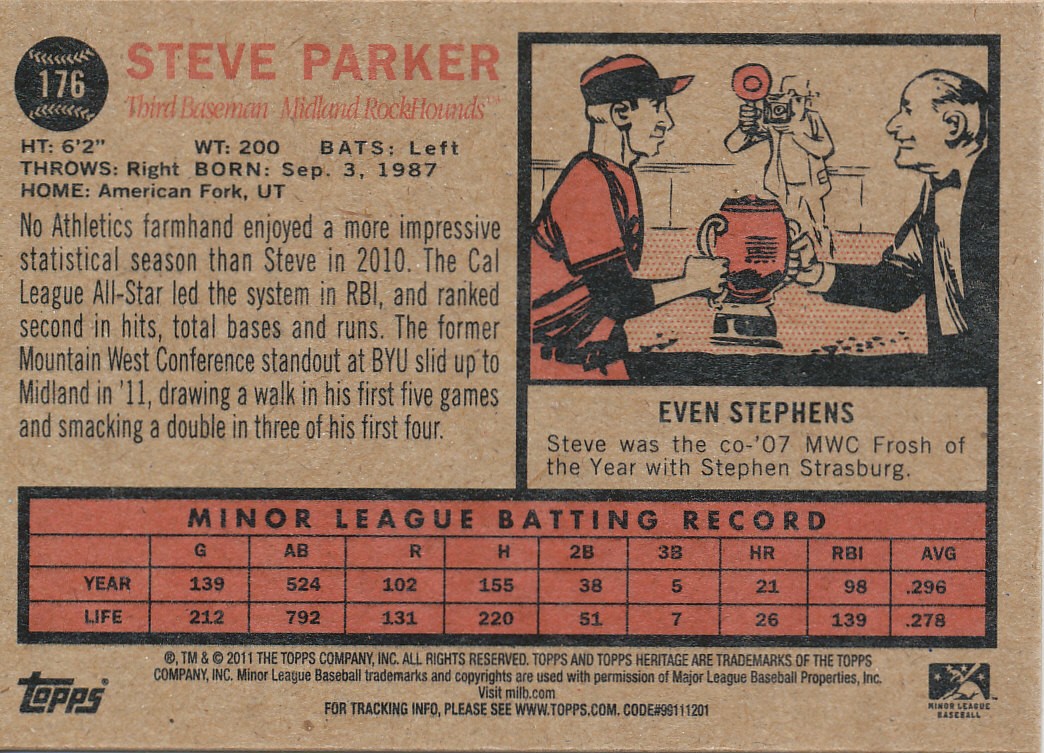 176
STEVE PARKER
Third Baseman Midland RockHounds™
HT: 6'2" WT: 200 BATS: Left
THROWS: Right BORN: Sep. 3, 1987
HOME: American Fork, UT
No Athletics farmhand enjoyed a more impressive
statistical season than Steve in 2010. The Cal
League All-Star led the system in RBI, and ranked
second in hits, total bases and runs. The former
Mountain West Conference standout at BYU slid up to
Midland in '11, drawing a walk in his first five games
and smacking a double in three of his first four.
EVEN STEPHENS
Steve was the co-'07 MWC Frosh of
the Year with Stephen Strasburg.
MINOR LEAGUE BATTING RECORD
G AB R H 2B 3B HR RBI AVG
YEAR 139 524 102 155 38 5 21 98 .296
LIFE 212 792 131 220 51 7 26 139 .278
®, TM & © 2011 THE TOPPS COMPANY, INC. ALL RIGHTS RESERVED. TOPPS AND TOPPS HERITAGE ARE TRADEMARKS OF THE TOPPS
COMPANY, INC. Minor League Baseball trademarks and copyrights are used with permission of Major League Baseball Properties, Inc.
Visit milb.com
FOR TRACKING INFO, PLEASE SEE WWW.TOPPS.COM. CODE#99111201
Topps®
MINOR LEAGUE
BASEBALL